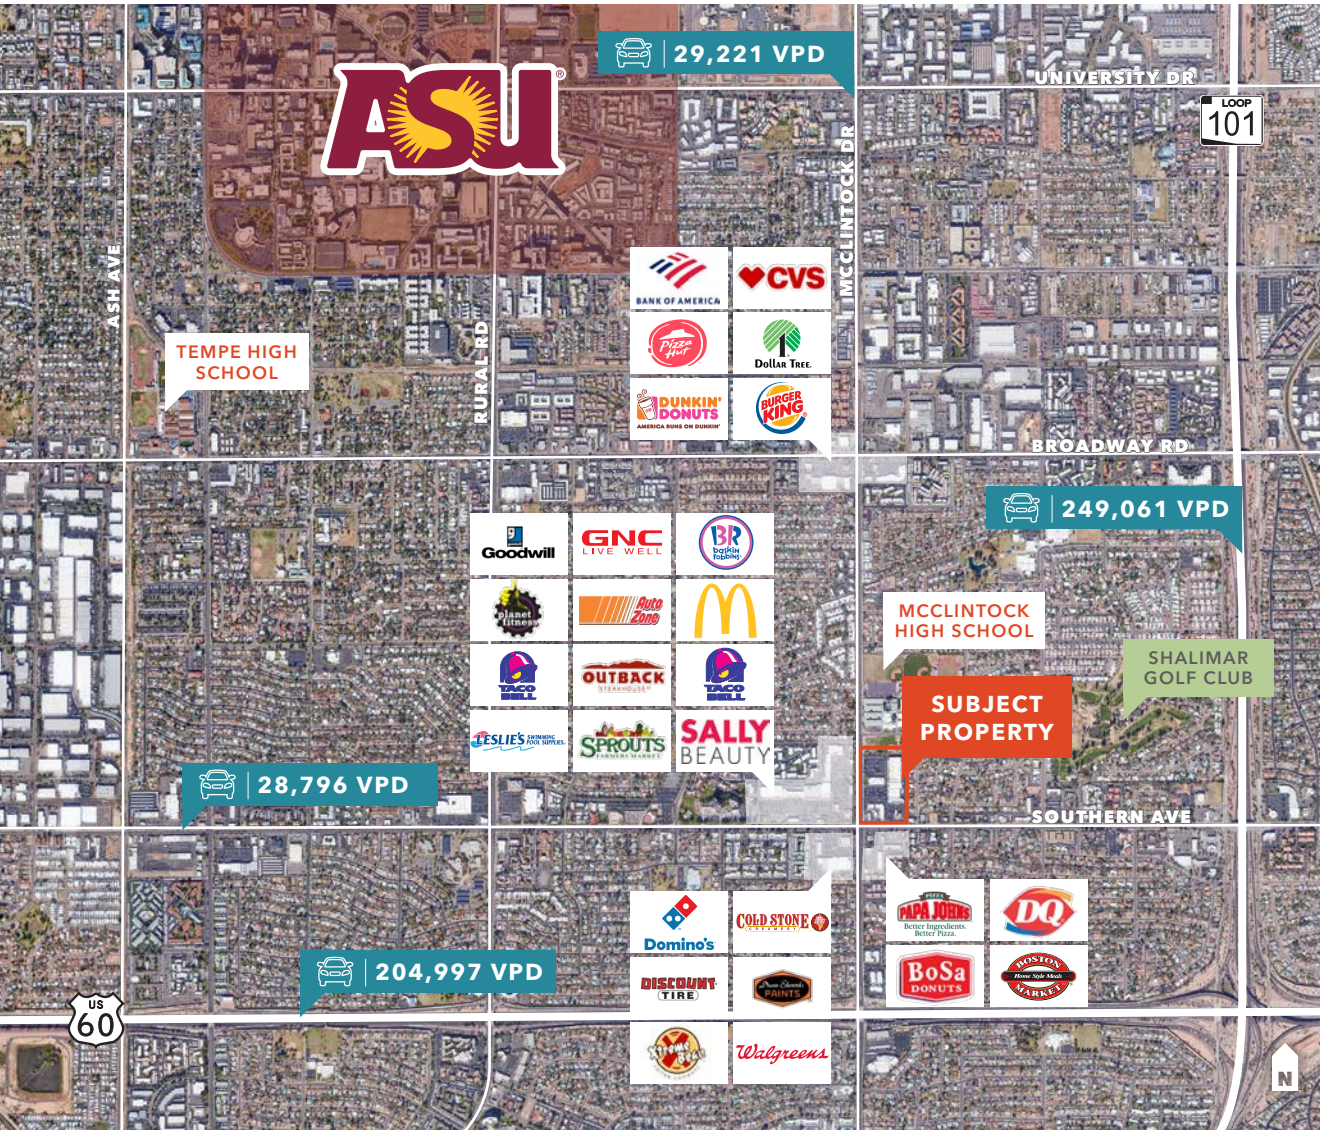 29,221 VPD
UNIVERSITY DR
LOOP
101
ASU
®
MCCLINTOCK DR
ASH AVE
RURAL RD
BANK OF AMERICA
CVS
Pizza
Hut
DOLLAR TREE
DUNKIN'
DONUTS
AMERICA RUNS ON DUNKIN'
BURGER
KING
TEMPE HIGH
SCHOOL
BROADWAY RD
249,061 VPD
Goodwill
GNC
LIVE WELL
BR
baskin
robbins
planet
fitness
Auto
Zone
TACO
BELL
OUTBACK
STEAKHOUSE
TACO
BELL
LESLIE'S SWIMMING
POOL SUPPLIES.
SPROUTS
FARMERS MARKET
SALLY
BEAUTY
MCCLINTOCK
HIGH SCHOOL
SHALIMAR
GOLF CLUB
SUBJECT
PROPERTY
28,796 VPD
SOUTHERN AVE
Domino's
COLD STONE
CREAMERY
DISCOUNT
TIRE
Dunn-Edwards
PAINTS
Xtreme Bean
Walgreens
PIZZA
PAPA JOHNS
Better Ingredients.
Better Pizza.
DQ
BoSa
DONUTS
BOSTON
Home Style Meals
MARKET
204,997 VPD
US
60
N